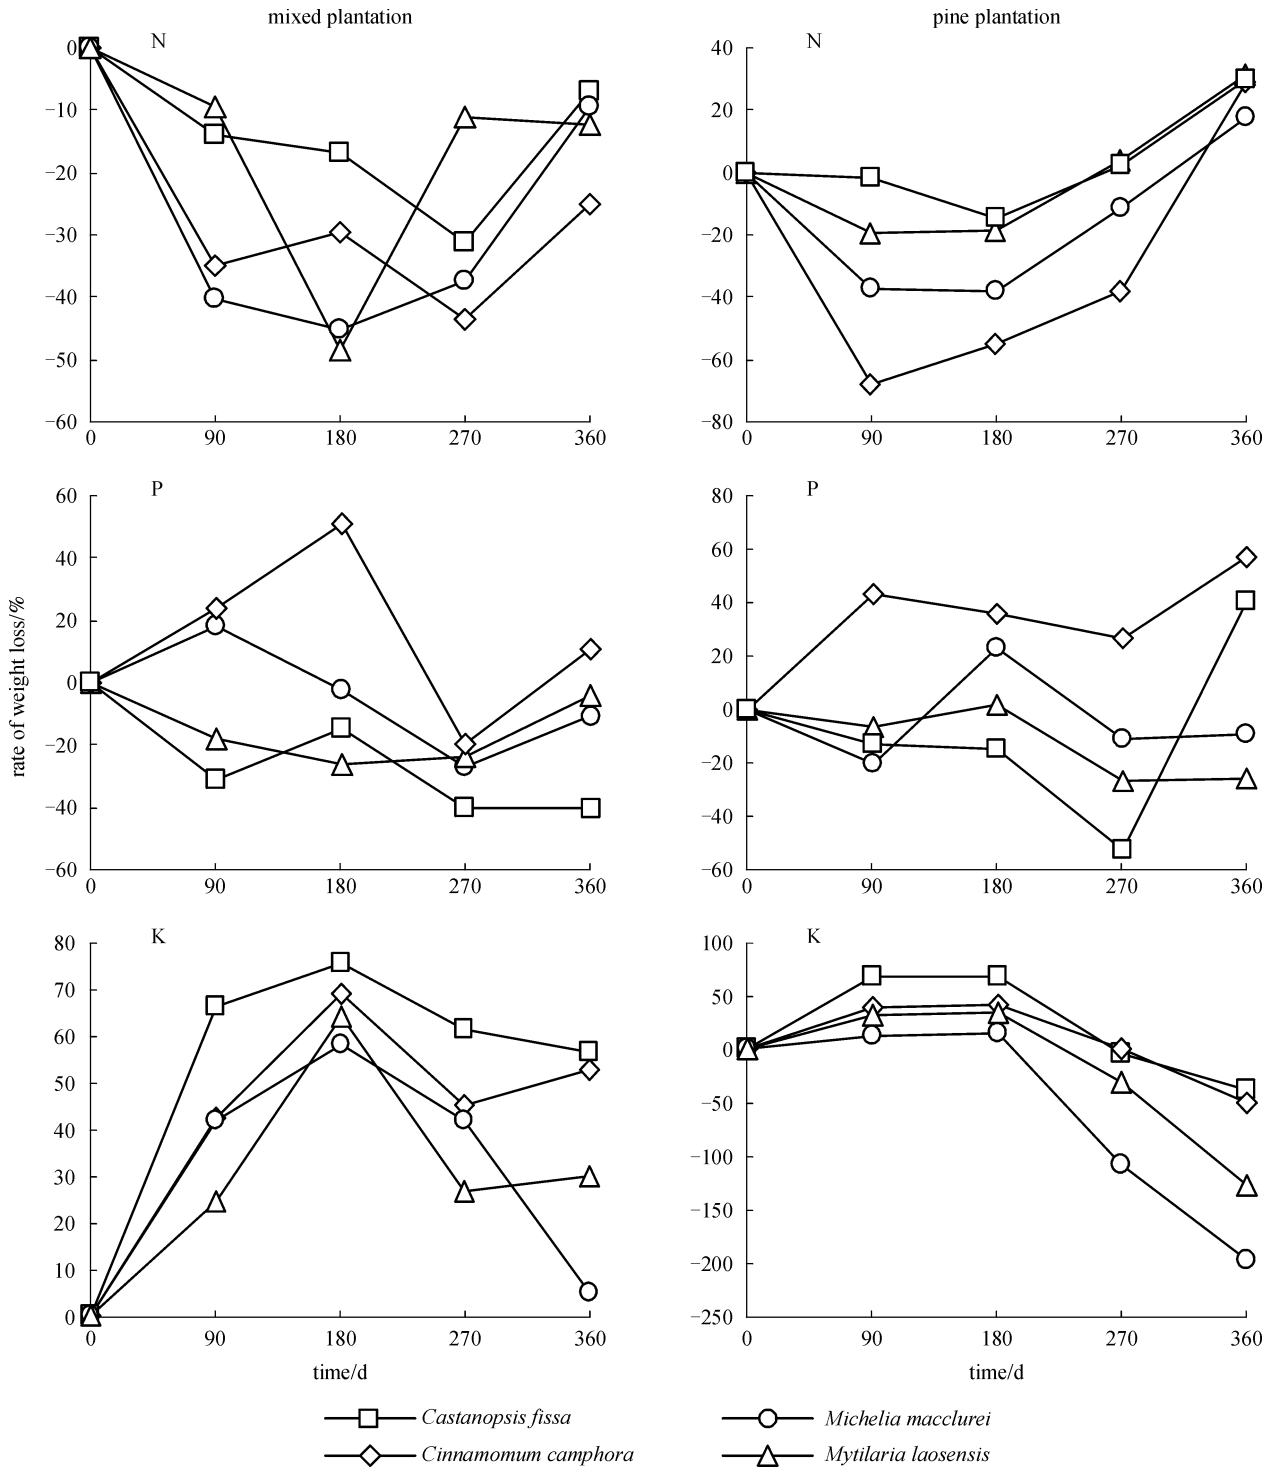 mixed plantation
pine plantation
N
0
−10
−20
−30
−40
−50
−60
0 90 180 270 360
N
40
20
0
−20
−40
−60
−80
0 90 180 270 360
rate of weight loss/%
P
60
40
20
0
−20
−40
−60
0 90 180 270 360
P
80
60
40
20
0
−20
−40
−60
0 90 180 270 360
K
80
70
60
50
40
30
20
10
0
0 90 180 270 360
time/d
K
100
50
0
−50
−100
−150
−200
−250
0 90 180 270 360
time/d
Castanopsis fissa
Michelia macclurei
Cinnamomum camphora
Mytilaria laosensis